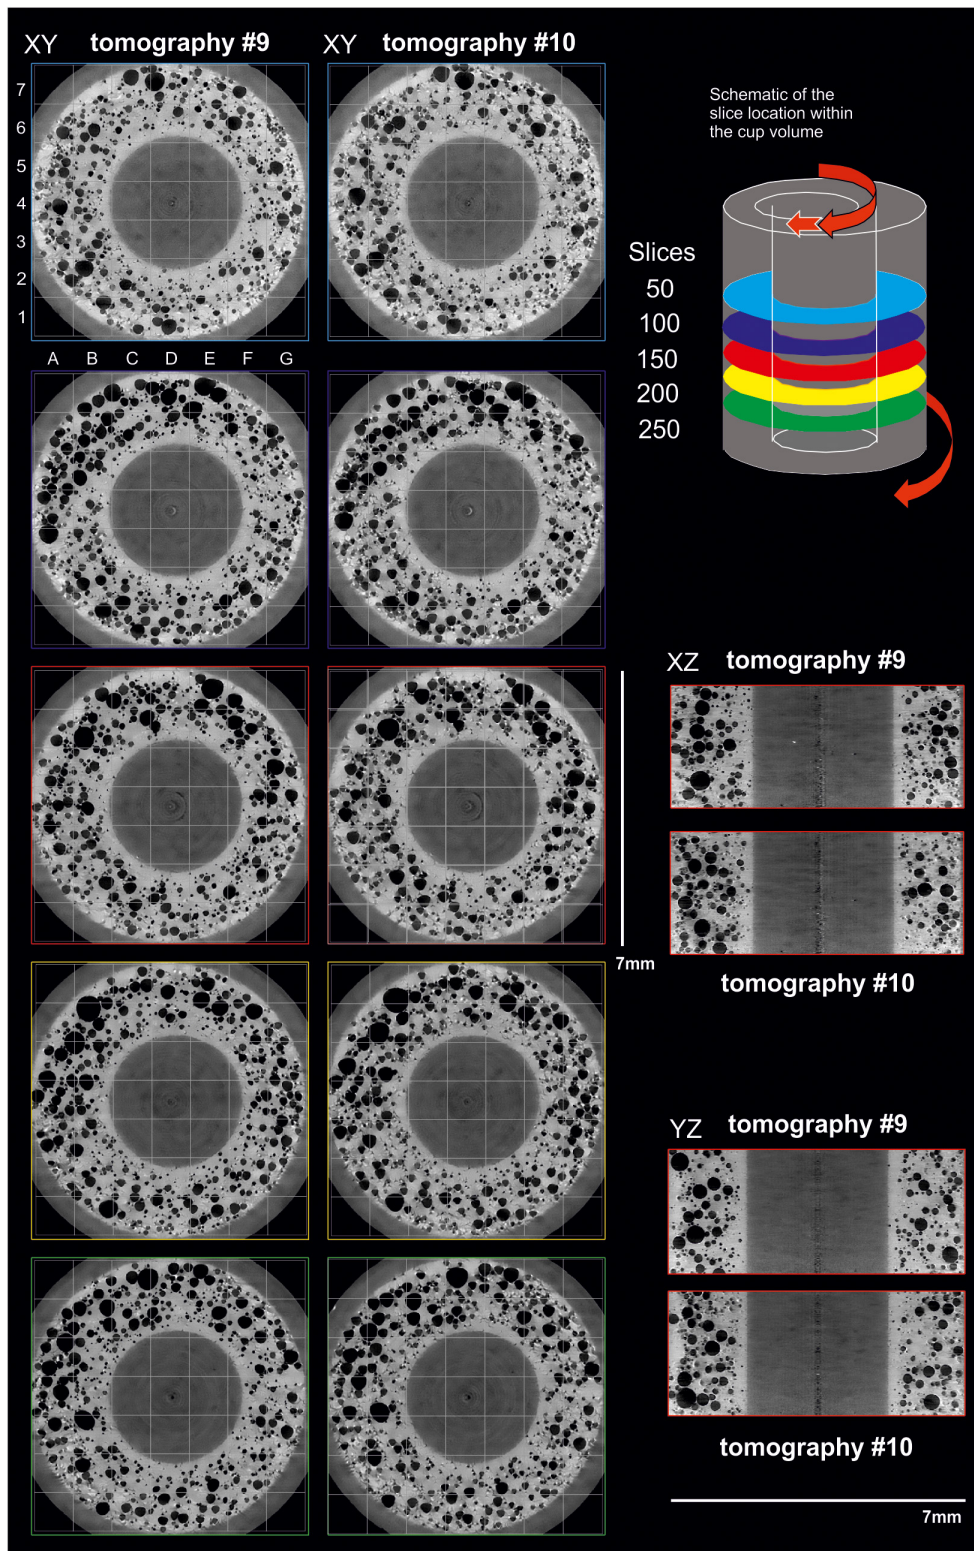 XY tomography #9
XY tomography #10
7
6
5
4
3
2
1
A B C D E F G
Schematic of the
slice location within
the cup volume
Slices
50
100
150
200
250
XZ tomography #9
tomography #10
7mm
YZ tomography #9
tomography #10
7mm